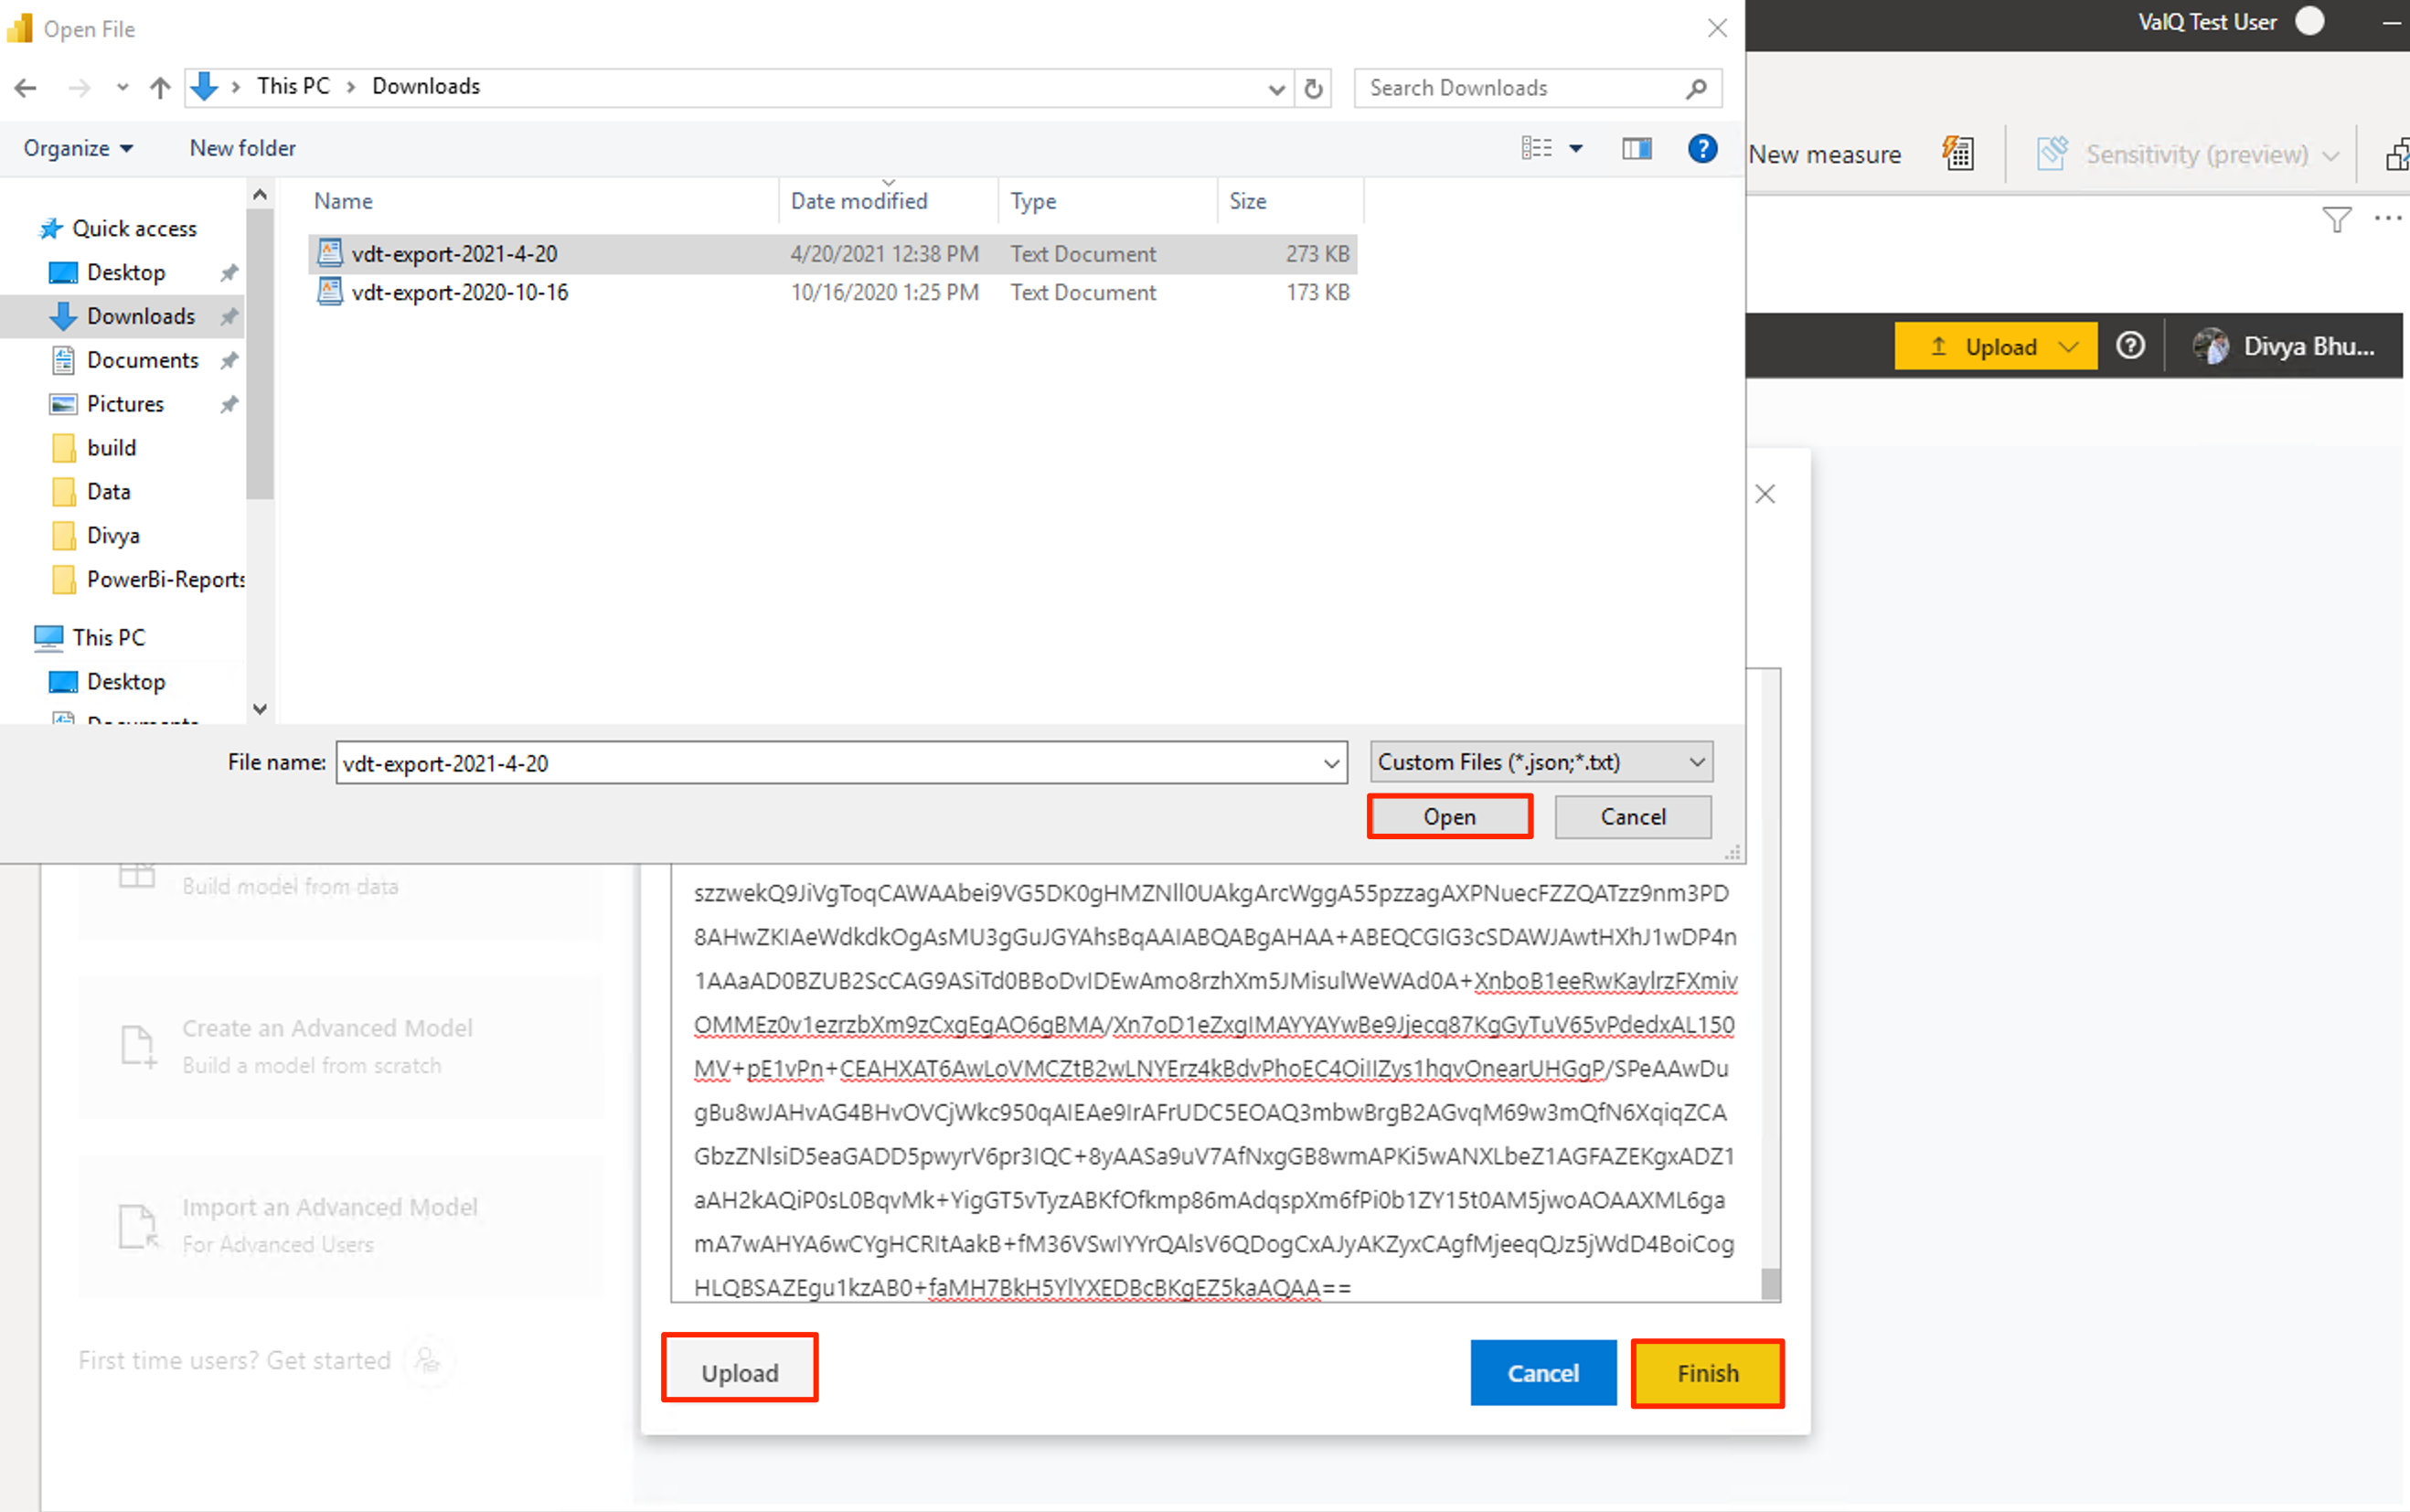 Open File
ValQ Test User
This PC > Downloads
Search Downloads
Organize
New folder
New measure
Sensitivity (preview)
Name
Date modified
Type
Size
Quick access
Desktop
Downloads
Documents
Pictures
build
Data
Divya
PowerBi-Reports
This PC
Desktop
vdt-export-2021-4-20 4/20/2021 12:38 PM Text Document 273 KB
vdt-export-2020-10-16 10/16/2020 1:25 PM Text Document 173 KB
Upload
Divya Bhu...
File name: vdt-export-2021-4-20
Custom Files (*.json;*.txt)
Open
Cancel
Build model from data
Create an Advanced Model
Build a model from scratch
Import an Advanced Model
For Advanced Users
First time users? Get started
szzwekQ9JiVgToqCAWAAbei9VG5DK0gHMZNll0UAkgArcWggA55pzzagAXPNuecFZZQATzz9nm3PD
8AHwZKIAeWdkdkOgAsMU3gGuJGYAhsBqAAIABQABgAHAA+ABEQCGIG3cSDAWJAwtHXhJ1wDP4n
1AAaAD0BZUB2ScCAG9ASiTd0BBoDvIDEwAmo8rzhXm5JMisulWeWAd0A+XnboB1eeRwKaylrzFXmiv
OMMEz0v1ezrzbXm9zCxgEgAO6gBMA/Xn7oD1eZxgIMAYYAYwBe9Jjecq87KgGyTuV65vPdedxAL150
MV+pE1vPn+CEAHXAT6AwLoVMCZtB2wLNYErz4kBdvPhoEC4OiIIZys1hqvOnearUHGgP/SPeAAwDu
gBu8wJAHvAG4BHvOVCjWkc950qAIEAe9IrAFrUDC5EOAQ3mbwBrgB2AGvqM69w3mQfN6XqiqZCA
GbzZNlsiD5eaGADD5pwyrV6pr3IQC+8yAASa9uV7AfNxgGB8wmAPKi5wANXLbeZ1AGFAZEKgxADZ1
aAH2kAQiP0sL0BqvMk+YigGT5vTyzABKfOfkmp86mAdqspXm6fPi0b1ZY15t0AM5jwoAOAAXML6ga
mA7wAHYA6wCYgHCRItAakB+fM36VSwIYYrQAlsV6QDogCxAJyAKZyxCAgfMjeeqQJz5jWdD4BoiCog
HLQBSAZEgu1kzAB0+faMH7BkH5YlYXEDBcBKgEZ5kaAQAA==
Upload
Cancel
Finish